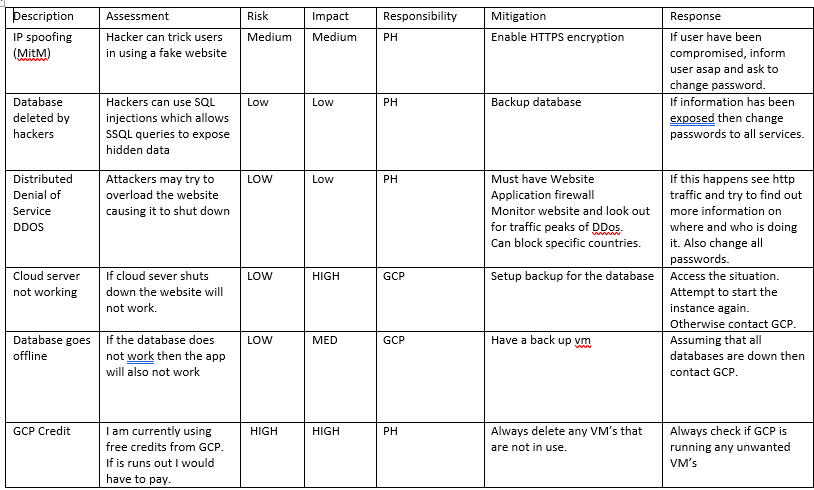 Description Assessment Risk Impact Responsibility Mitigation Response
IP spoofing
(MitM)
Hacker can trick users
in using a fake website
Medium
Medium
PH
Enable HTTPS encryption
If user have been
compromised, inform
user asap and ask to
change password.
Database
deleted by
hackers
Hackers can use SQL
injections which allows
SSQL queries to expose
hidden data
Low
Low
PH
Backup database
If information has been
exposed then change
passwords to all services.
Distributed
Denial of
Service
DDOS
Attackers may try to
overload the website
causing it to shut down
LOW
Low
PH
Must have Website
Application firewall
Monitor website and look out
for traffic peaks of DDos.
Can block specific countries.
If this happens see http
traffic and try to find out
more information on
where and who is doing
it. Also change all
passwords.
Cloud server
not working
If cloud sever shuts
down the website will
not work.
LOW
HIGH
GCP
Setup backup for the database
Access the situation.
Attempt to start the
instance again.
Otherwise contact GCP.
Database goes
offline
If the database does
not work then the app
will also not work
LOW
MED
GCP
Have a back up vm
Assuming that all
databases are down then
contact GCP.
GCP Credit
I am currently using
free credits from GCP.
If is runs out I would
have to pay.
HIGH
HIGH
PH
Always delete any VM's that
are not in use.
Always check if GCP is
running any unwanted
VM's